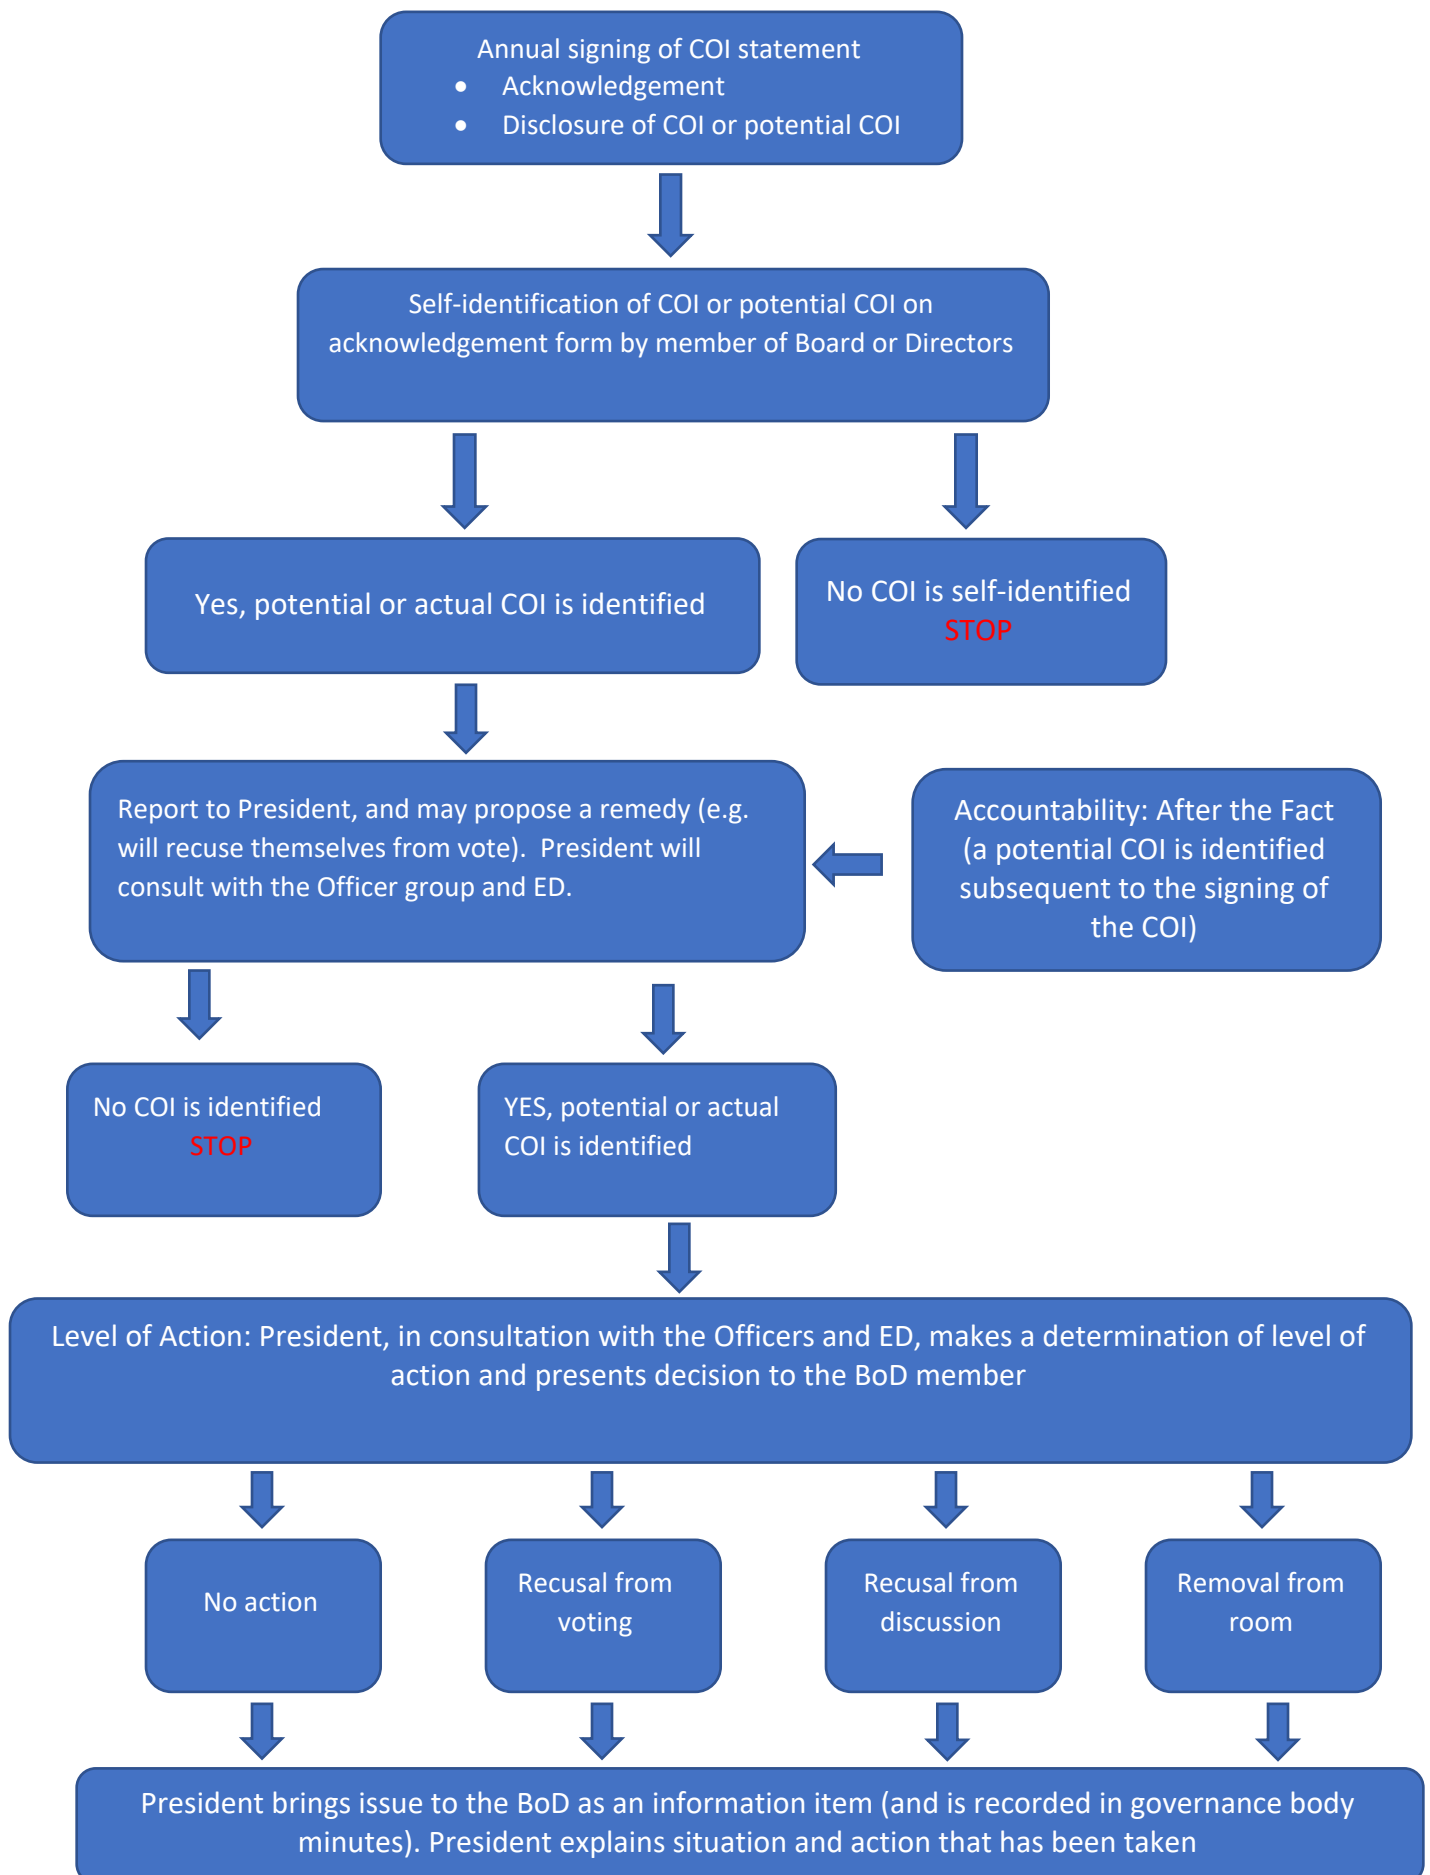 Annual signing of COI statement
• Acknowledgement
• Disclosure of COI or potential COI
Self-identification of COI or potential COI on
acknowledgement form by member of Board or Directors
Yes, potential or actual COI is identified
No COI is self-identified
STOP
Report to President, and may propose a remedy (e.g.
will recuse themselves from vote).  President will
consult with the Officer group and ED.
Accountability: After the Fact
(a potential COI is identified
subsequent to the signing of
the COI)
No COI is identified
STOP
YES, potential or actual
COI is identified
Level of Action: President, in consultation with the Officers and ED, makes a determination of level of
action and presents decision to the BoD member
No action
Recusal from
voting
Recusal from
discussion
Removal from
room
President brings issue to the BoD as an information item (and is recorded in governance body
minutes). President explains situation and action that has been taken